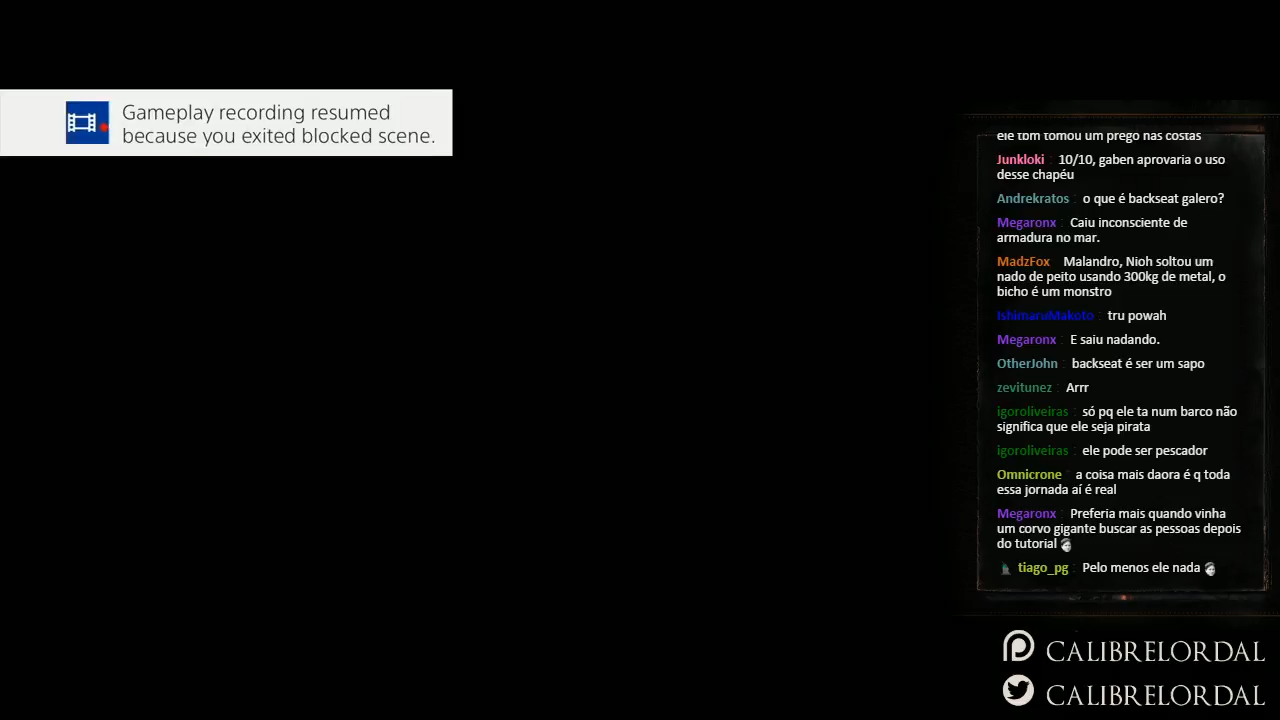 Gameplay recording resumed
because you exited blocked scene.
ele tbm tomou um prego nas costas
Junkloki : 10/10, gaben aprovaria o uso
desse chapéu
Andrekratos : o que é backseat galero?
Megaronx : Caiu inconsciente de
armadura no mar.
MadzFox : Malandro, Nioh soltou um
nado de peito usando 300kg de metal, o
bicho é um monstro
IshimaruMakoto : tru powah
Megaronx : E saiu nadando.
OtherJohn : backseat é ser um sapo
zevitunez : Arrr
igoroliveiras : só pq ele ta num barco não
significa que ele seja pirata
igoroliveiras : ele pode ser pescador
Omnicrone : a coisa mais daora é q toda
essa jornada aí é real
Megaronx : Preferia mais quando vinha
um corvo gigante buscar as pessoas depois
do tutorial
tiago_pg : Pelo menos ele nada
CALIBRELORDAL
CALIBRELORDAL